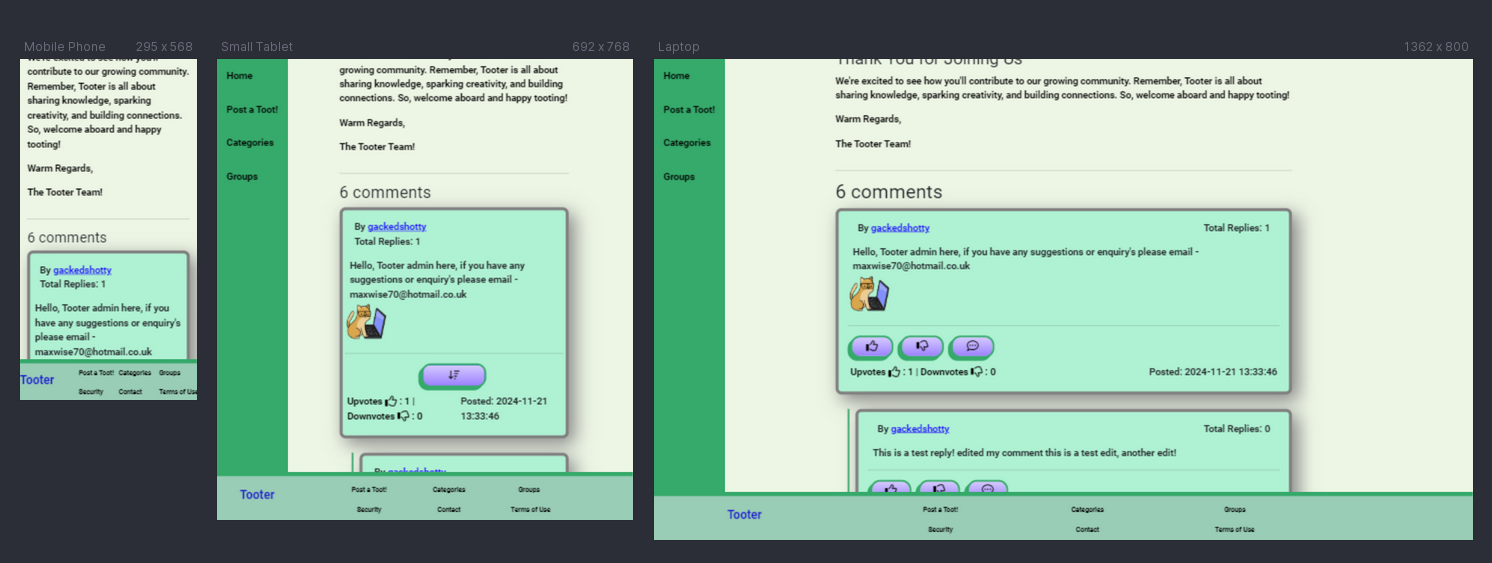 Mobile Phone 295 x 568
We're excited to see how you'll
contribute to our growing community.
Remember, Tooter is all about
sharing knowledge, sparking
creativity, and building connections.
So, welcome aboard and happy
tooting!
Warm Regards,
The Tooter Team!
6 comments
By gackedshotty
Total Replies: 1
Hello, Tooter admin here, if you
have any suggestions or enquiry's
please email -
maxwise70@hotmail.co.uk
Tooter
Post a Toot! Categories Groups
Security Contact Terms of Use
Small Tablet 692 x 768
Home
Post a Toot!
Categories
Groups
growing community. Remember, Tooter is all about
sharing knowledge, sparking creativity, and building
connections. So, welcome aboard and happy tooting!
Warm Regards,
The Tooter Team!
6 comments
By gackedshotty
Total Replies: 1
Hello, Tooter admin here, if you have any
suggestions or enquiry's please email -
maxwise70@hotmail.co.uk
Upvotes : 1 |
Downvotes : 0
Posted: 2024-11-21
13:33:46
By gackedshotty
Tooter
Post a Toot! Categories Groups
Security Contact Terms of Use
Laptop 1362 x 800
Home
Post a Toot!
Categories
Groups
Thank You for Joining Us
We're excited to see how you'll contribute to our growing community. Remember, Tooter is all about
sharing knowledge, sparking creativity, and building connections. So, welcome aboard and happy tooting!
Warm Regards,
The Tooter Team!
6 comments
By gackedshotty Total Replies: 1
Hello, Tooter admin here, if you have any suggestions or enquiry's please email -
maxwise70@hotmail.co.uk
Upvotes : 1 | Downvotes : 0 Posted: 2024-11-21 13:33:46
By gackedshotty Total Replies: 0
This is a test reply! edited my comment this is a test edit, another edit!
Tooter
Post a Toot! Categories Groups
Security Contact Terms of Use